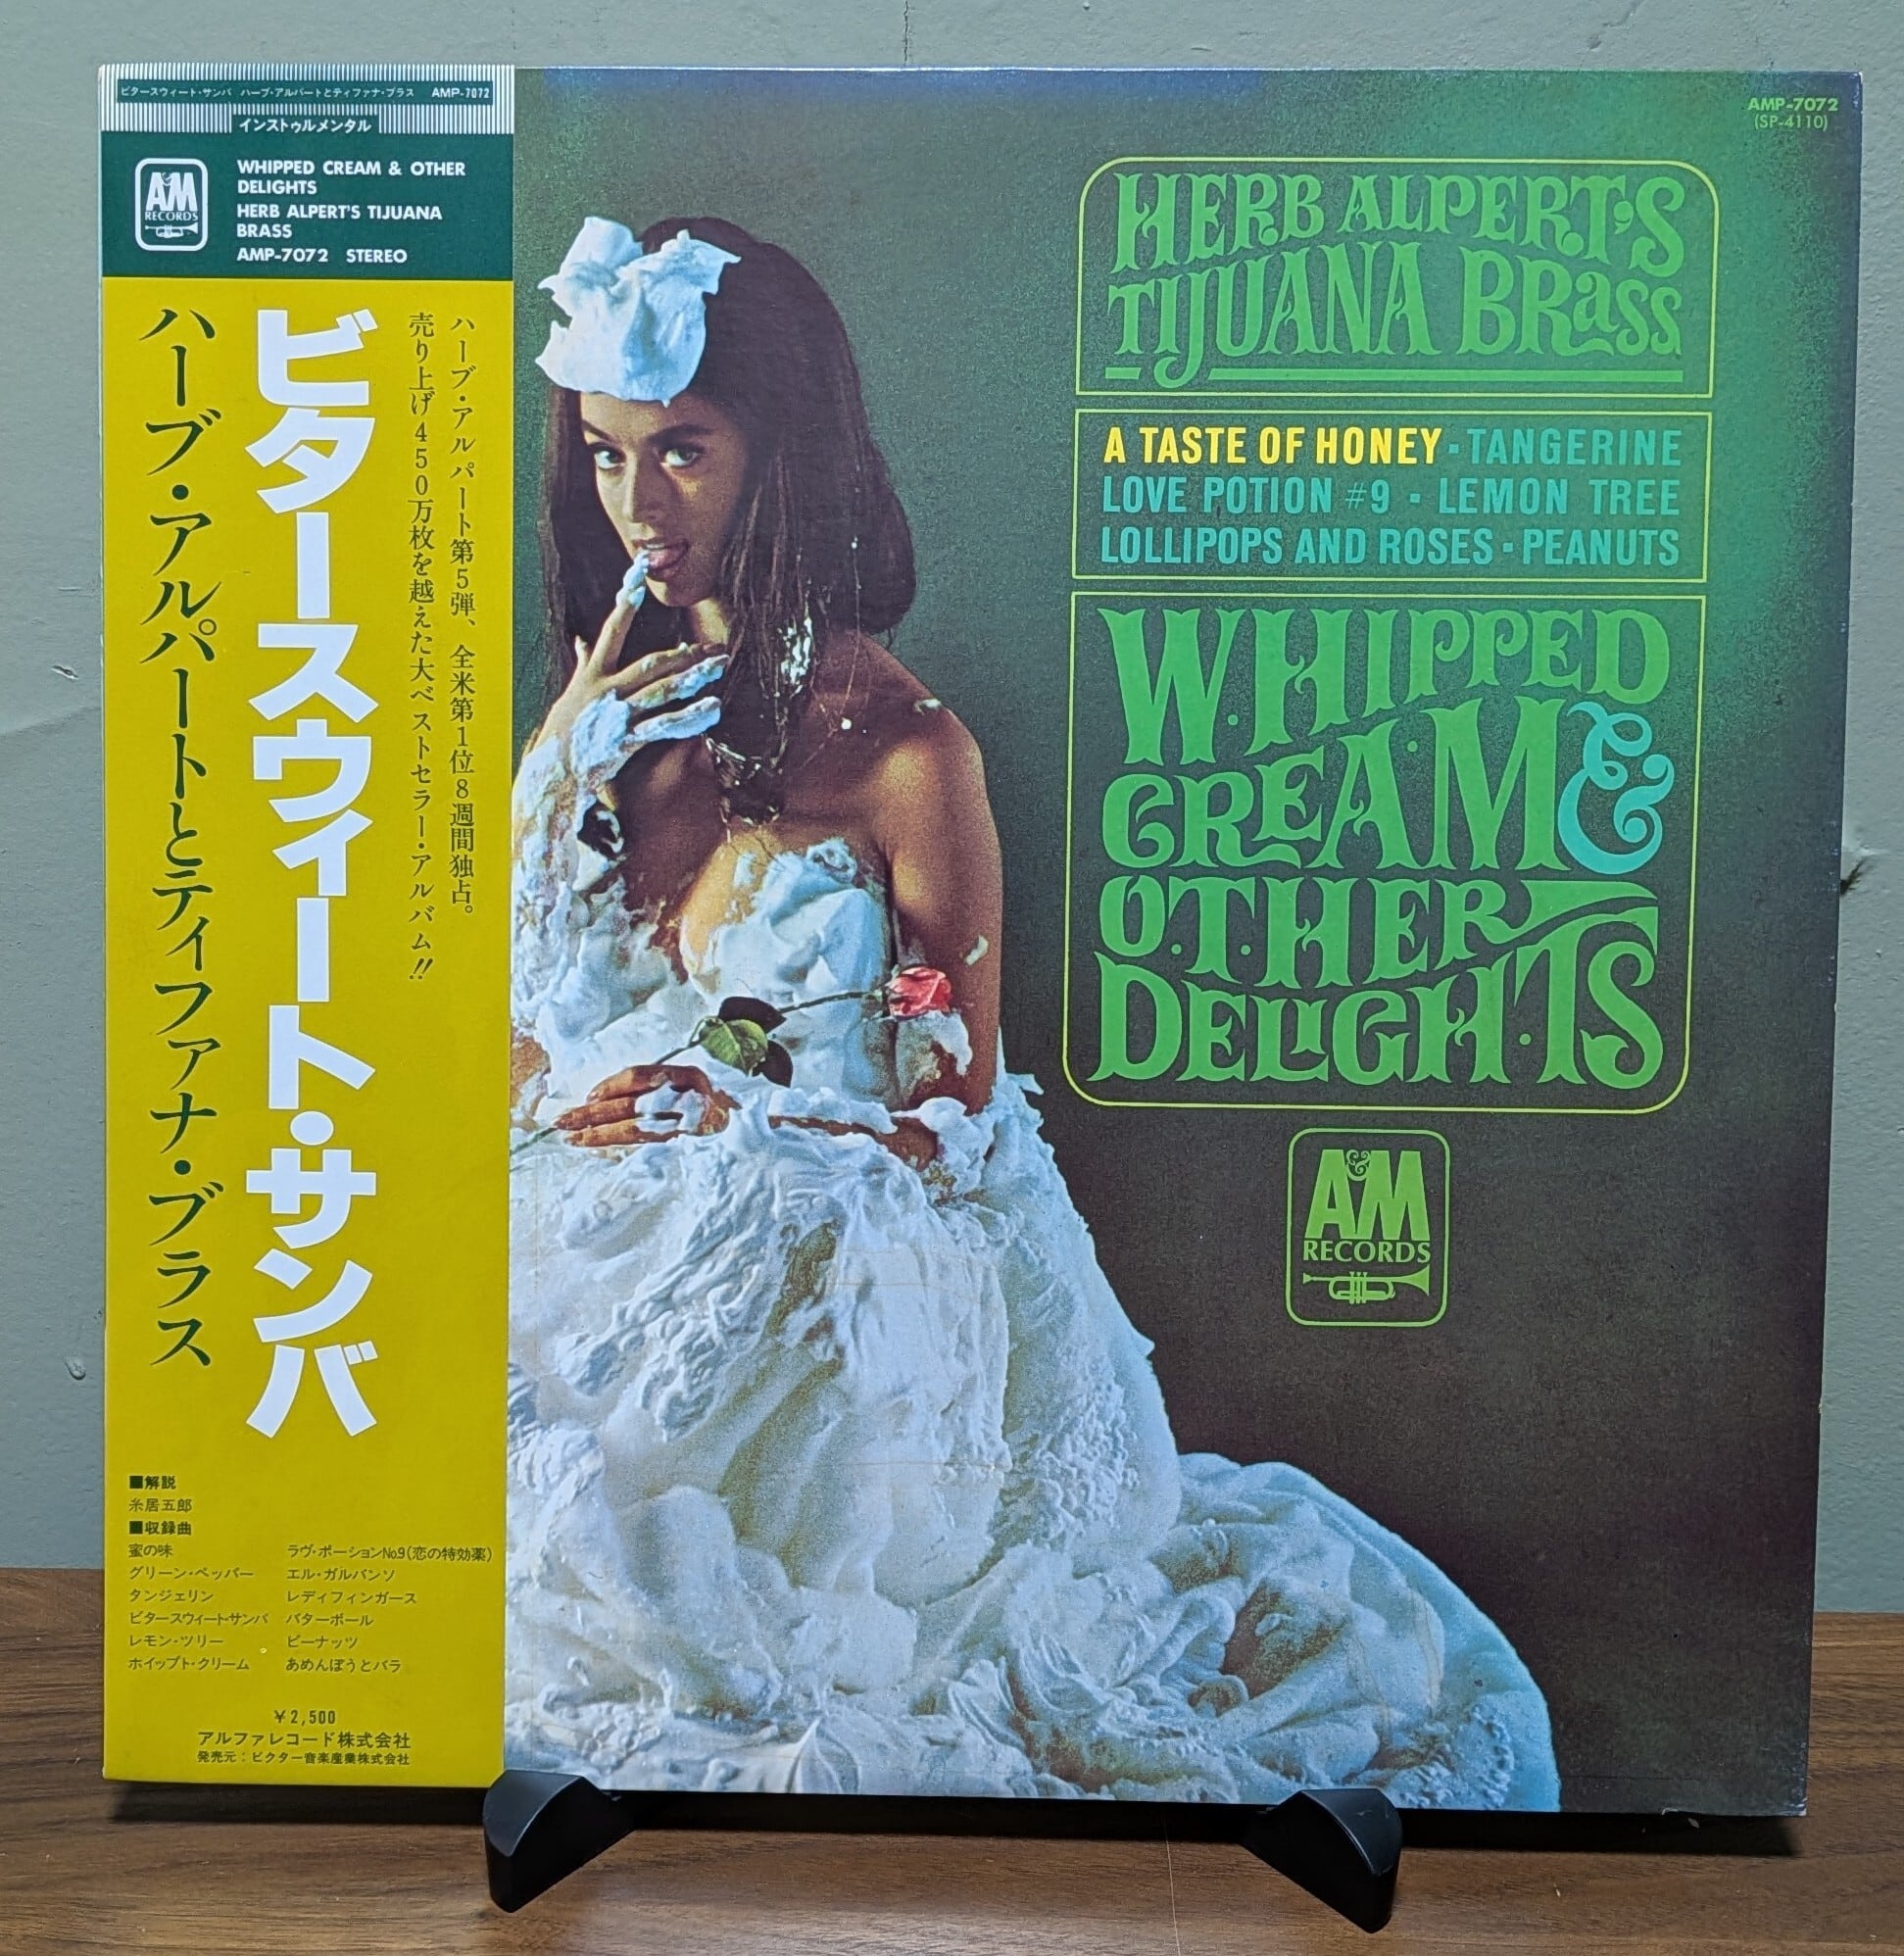 ビタースウィート・サンバ ハーブ・アルパートとティファナ・ブラス AMP-7072
インストゥルメンタル
A&M
RECORDS
WHIPPED CREAM & OTHER
DELIGHTS
HERB ALPERT'S TIJUANA
BRASS
AMP-7072 STEREO
ハーブ・アルパート第5弾、全米第1位8週間独占。
売り上げ450万枚を越えた大ベストセラー・アルバム!!
ビタースウィート・サンバ
ハーブ・アルパートとティファナ・ブラス
■解説
糸居五郎
■収録曲
蜜の味
グリーン・ペッパー
タンジェリン
ビタースウィート・サンバ
レモン・ツリー
ホイップト・クリーム
ラヴ・ポーションNo.9(恋の特効薬)
エル・ガルバンソ
レディフィンガース
バターボール
ピーナッツ
あめんぼうとバラ
¥2,500
アルファレコード株式会社
発売元:ビクター音楽産業株式会社
AMP-7072
(SP-4110)
HERB ALPERT'S
TIJUANA BRass
A TASTE OF HONEY · TANGERINE
LOVE POTION #9 · LEMON TREE
LOLLIPOPS AND ROSES · PEANUTS
WHIPPED
CREAM &
OTHER
DELiGHTS
A&M
RECORDS